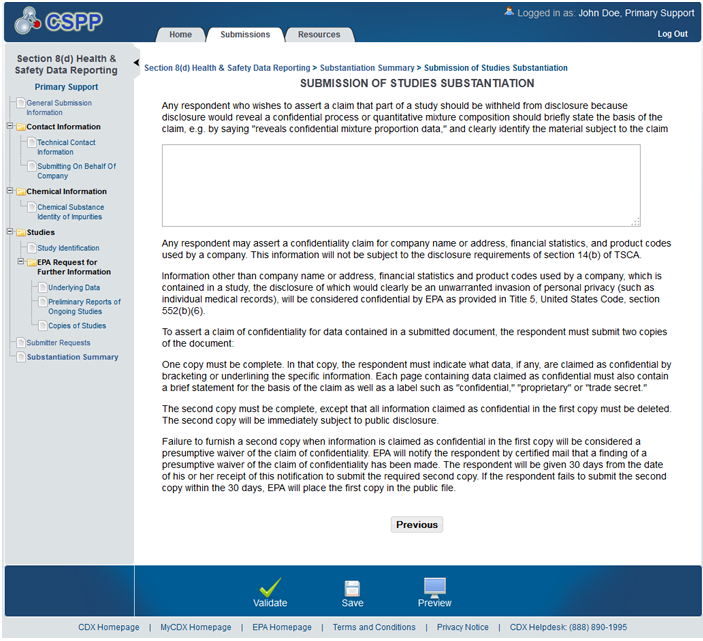 CSPP
Logged in as: John Doe, Primary Support
Home
Submissions
Resources
Log Out
Section 8(d) Health &
Safety Data Reporting
Primary Support
General Submission
Information
Contact Information
Technical Contact
Information
Submitting On Behalf Of
Company
Chemical Information
Chemical Substance
Identity of Impurities
Studies
Study Identification
EPA Request for
Further Information
Underlying Data
Preliminary Reports of
Ongoing Studies
Copies of Studies
Submitter Requests
Substantiation Summary
Section 8(d) Health & Safety Data Reporting > Substantiation Summary > Submission of Studies Substantiation
SUBMISSION OF STUDIES SUBSTANTIATION
Any respondent who wishes to assert a claim that part of a study should be withheld from disclosure because
disclosure would reveal a confidential process or quantitative mixture composition should briefly state the basis of the
claim, e.g. by saying "reveals confidential mixture proportion data," and clearly identify the material subject to the claim
Any respondent may assert a confidentiality claim for company name or address, financial statistics, and product codes
used by a company. This information will not be subject to the disclosure requirements of section 14(b) of TSCA.
Information other than company name or address, financial statistics and product codes used by a company, which is
contained in a study, the disclosure of which would clearly be an unwarranted invasion of personal privacy (such as
individual medical records), will be considered confidential by EPA as provided in Title 5, United States Code, section
552(b)(6).
To assert a claim of confidentiality for data contained in a submitted document, the respondent must submit two copies
of the document:
One copy must be complete. In that copy, the respondent must indicate what data, if any, are claimed as confidential by
bracketing or underlining the specific information. Each page containing data claimed as confidential must also contain
a brief statement for the basis of the claim as well as a label such as "confidential," "proprietary" or "trade secret."
The second copy must be complete, except that all information claimed as confidential in the first copy must be deleted.
The second copy will be immediately subject to public disclosure.
Failure to furnish a second copy when information is claimed as confidential in the first copy will be considered a
presumptive waiver of the claim of confidentiality. EPA will notify the respondent by certified mail that a finding of a
presumptive waiver of the claim of confidentiality has been made. The respondent will be given 30 days from the date
of his or her receipt of this notification to submit the required second copy. If the respondent fails to submit the second
copy within the 30 days, EPA will place the first copy in the public file.
Previous
Validate
Save
Preview
CDX Homepage | MyCDX Homepage | EPA Homepage | Terms and Conditions | Privacy Notice | CDX Helpdesk: (888) 890-1995